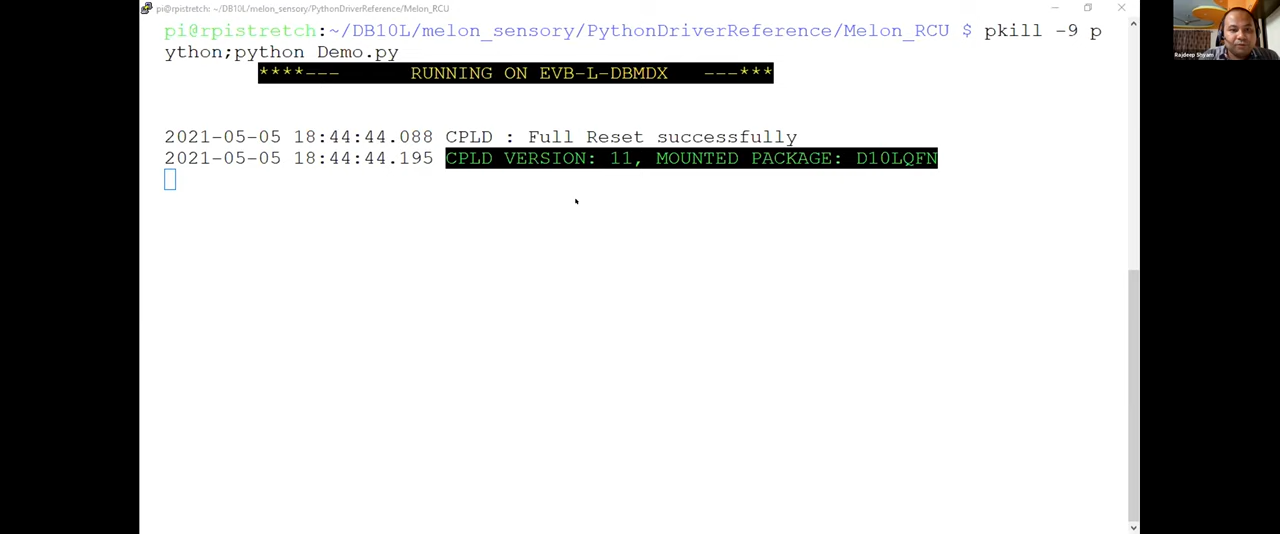 pi@rpistretch: ~/DB10L/melon_sensory/PythonDriverReference/Melon_RCU
pi@rpistretch:~/DB10L/melon_sensory/PythonDriverReference/Melon_RCU $ pkill -9 p
ython;python Demo.py
****--- RUNNING ON EVB-L-DBMDX ---***
2021-05-05 18:44:44.088 CPLD : Full Reset successfully
2021-05-05 18:44:44.195 CPLD VERSION: 11, MOUNTED PACKAGE: D10LQFN
Rajdeep Shyam